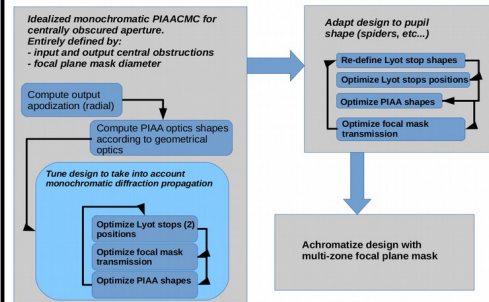 Idealized monochromatic PIAACMC for
centrally obscured aperture.
Entirely defined by:
- input and output central obstructions
- focal plane mask diameter
Compute output
apodization (radial)
Compute PIAA optics shapes
according to geometrical
optics
Tune design to take into account
monochromatic diffraction propagation
Optimize Lyot stops (2)
positions
Optimize focal mask
transmission
Optimize PIAA shapes
Adapt design to pupil
shape (spiders, etc...)
Re-define Lyot stop shapes
Optimize Lyot stops positions
Optimize PIAA shapes
Optimize focal mask
transmission
Achromatize design with
multi-zone focal plane mask